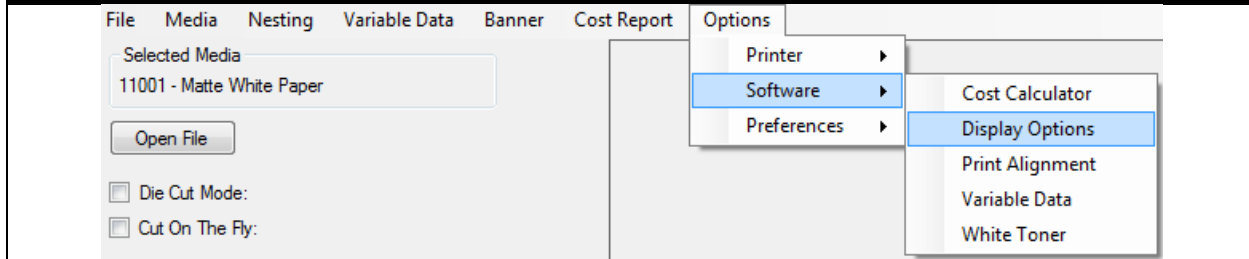 File Media Nesting Variable Data Banner Cost Report Options
Selected Media
11001 - Matte White Paper
Open File
Die Cut Mode:
Cut On The Fly:
Printer
Software
Preferences
Cost Calculator
Display Options
Print Alignment
Variable Data
White Toner